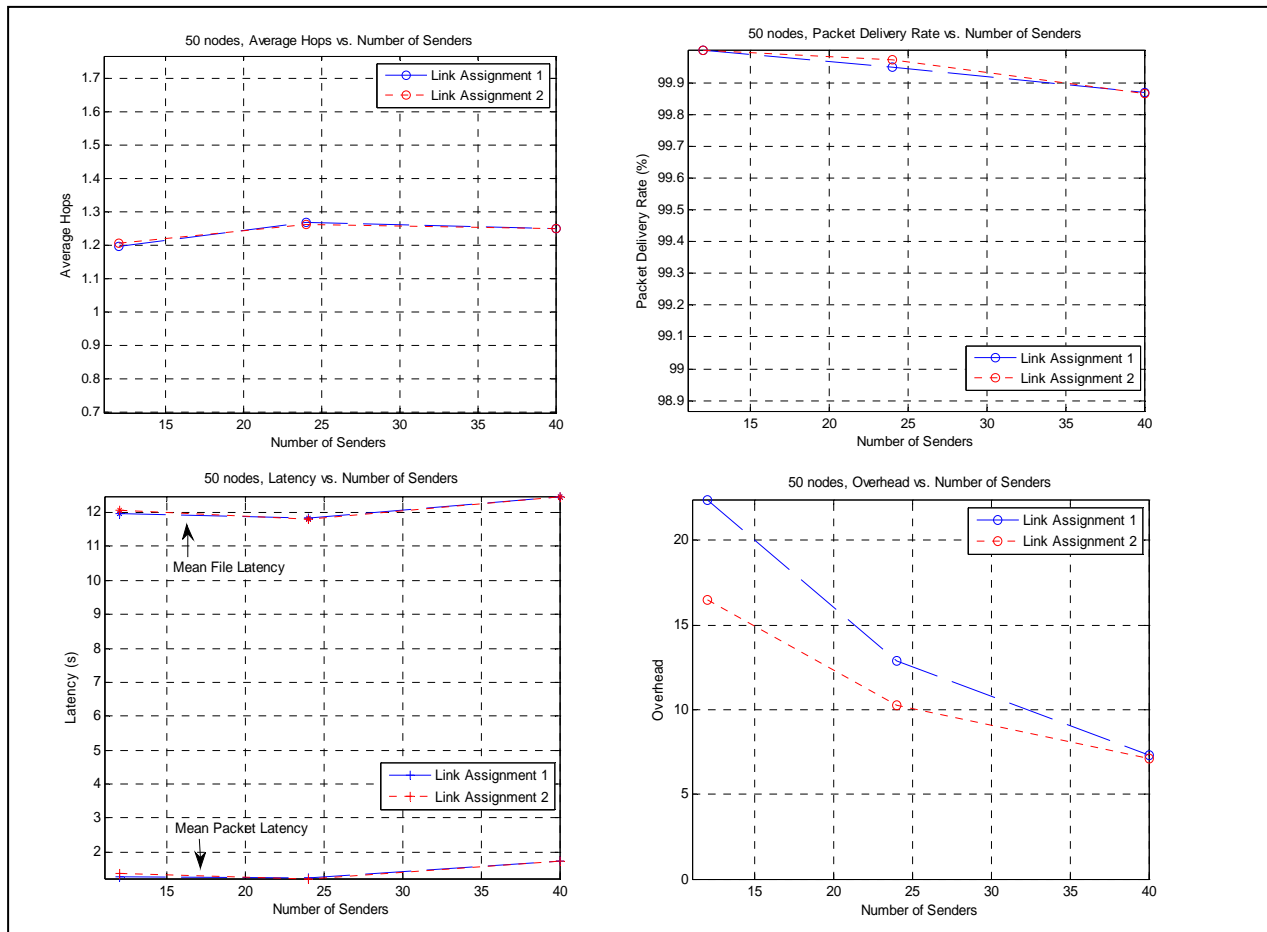 50 nodes, Average Hops vs. Number of Senders
1.7
1.6
1.5
1.4
1.3
1.2
1.1
1
0.9
0.8
0.7
Average Hops
Link Assignment 1
Link Assignment 2
15 20 25 30 35 40
Number of Senders
50 nodes, Packet Delivery Rate vs. Number of Senders
99.9
99.8
99.7
99.6
99.5
99.4
99.3
99.2
99.1
99
98.9
Packet Delivery Rate (%)
Link Assignment 1
Link Assignment 2
15 20 25 30 35 40
Number of Senders
50 nodes, Latency vs. Number of Senders
12
11
10
9
8
7
6
5
4
3
2
Latency (s)
Mean File Latency
Link Assignment 1
Link Assignment 2
Mean Packet Latency
15 20 25 30 35 40
Number of Senders
50 nodes, Overhead vs. Number of Senders
20
15
10
5
0
Overhead
Link Assignment 1
Link Assignment 2
15 20 25 30 35 40
Number of Senders